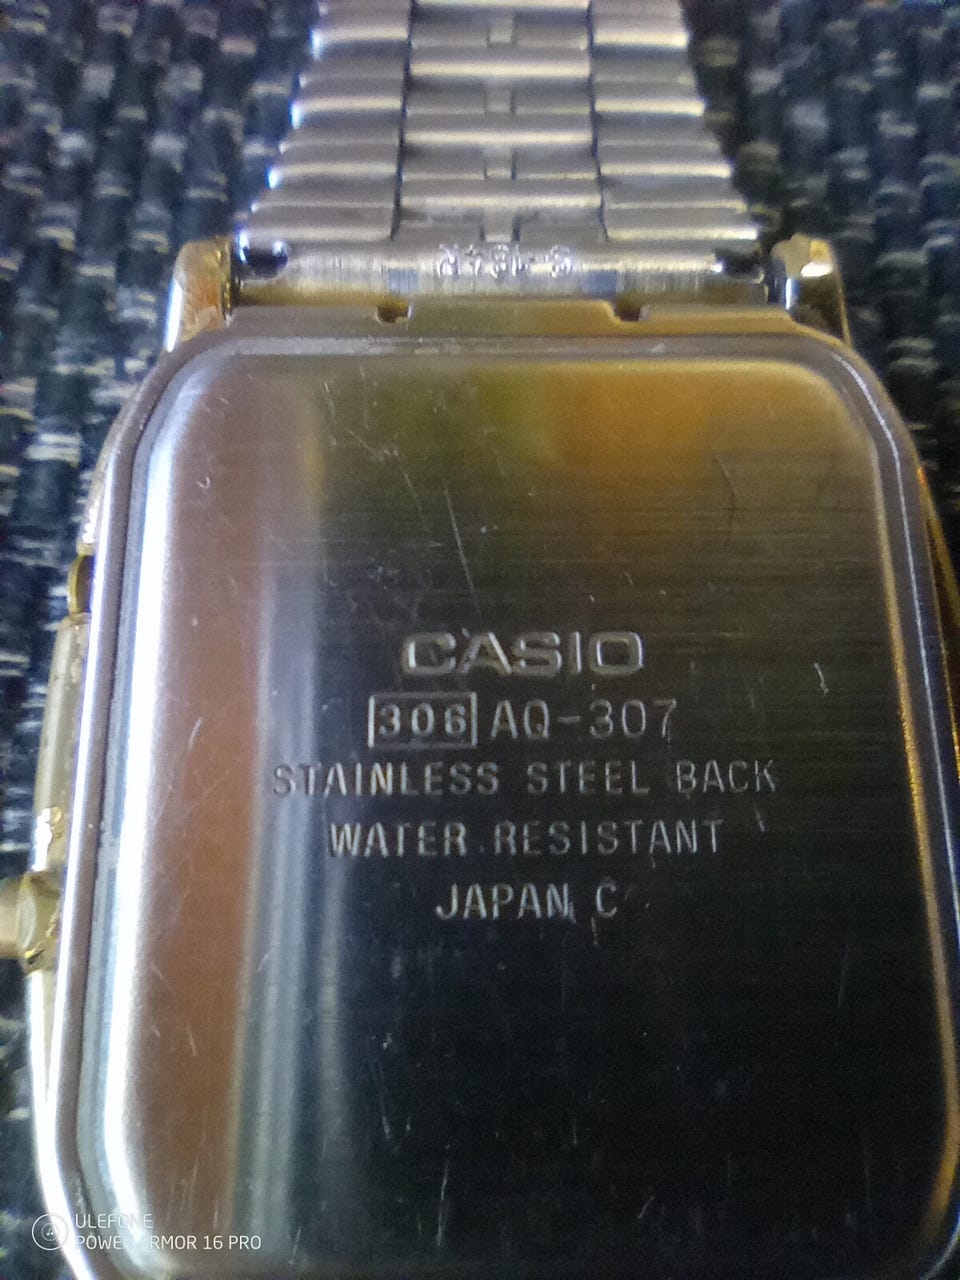 CASIO
306 AQ-307
STAINLESS STEEL BACK
WATER RESISTANT
JAPAN C
ULEFONE
POWER ARMOR 16 PRO